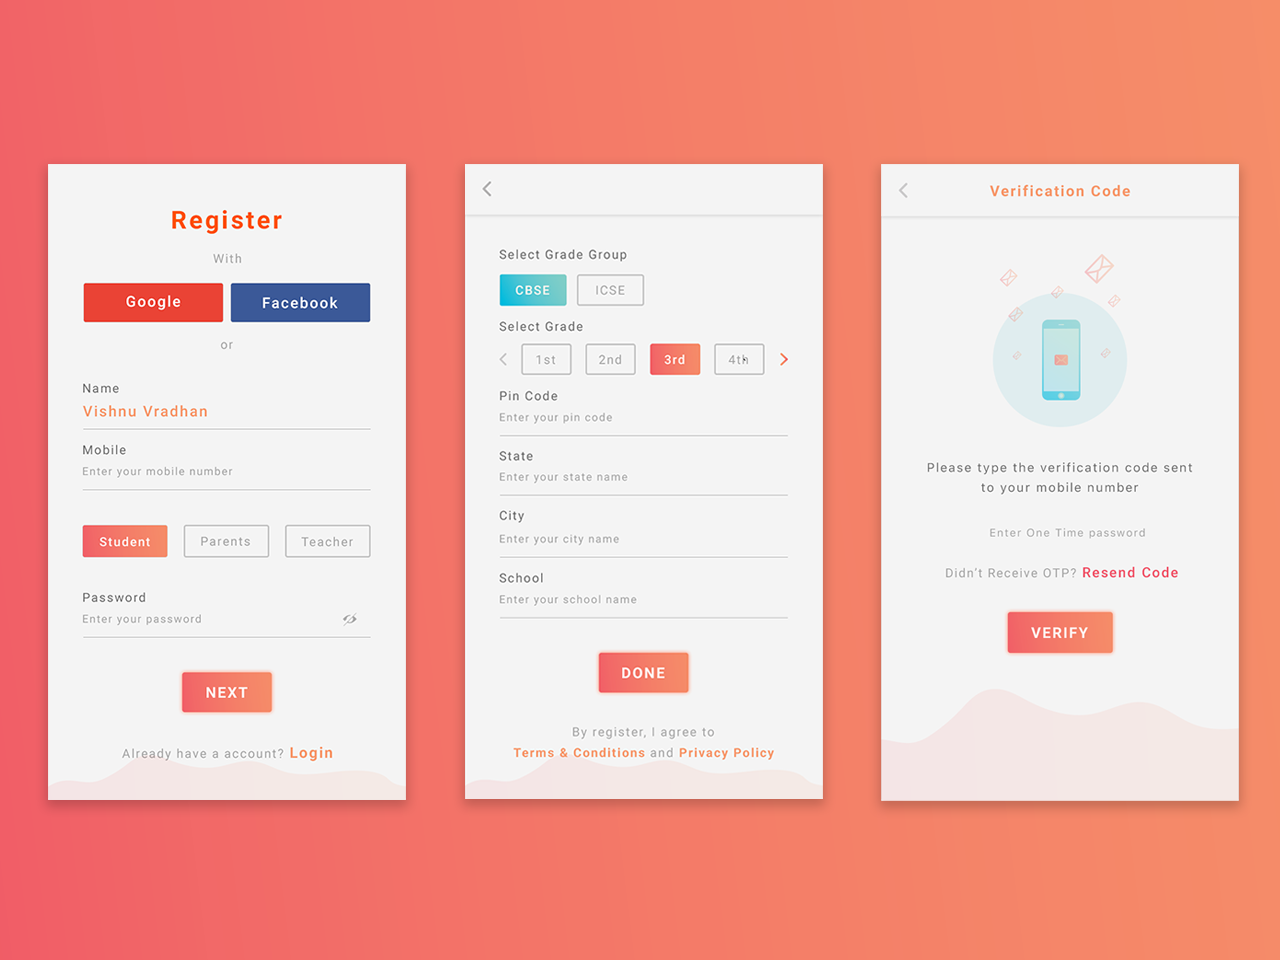 Register
With
Google Facebook
or
Name
Vishnu Vradhan
Mobile
Enter your mobile number
Student Parents Teacher
Password
Enter your password
NEXT
Already have a account? Login
Select Grade Group
CBSE ICSE
Select Grade
1st 2nd 3rd 4th
Pin Code
Enter your pin code
State
Enter your state name
City
Enter your city name
School
Enter your school name
DONE
By register, I agree to
Terms & Conditions and Privacy Policy
Verification Code
Please type the verification code sent
to your mobile number
Enter One Time password
Didn't Receive OTP? Resend Code
VERIFY